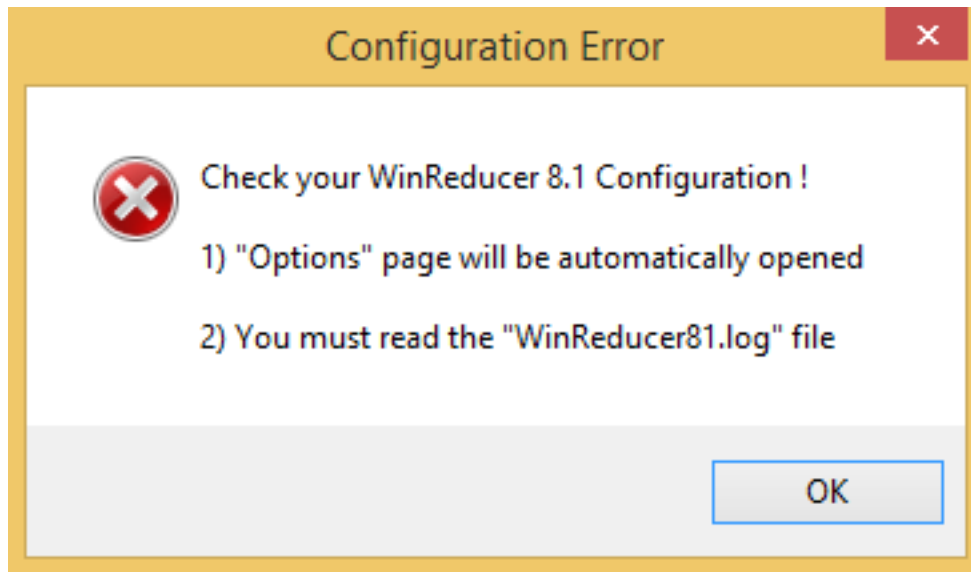 Configuration Error
Check your WinReducer 8.1 Configuration !
1) "Options" page will be automatically opened
2) You must read the "WinReducer81.log" file
OK